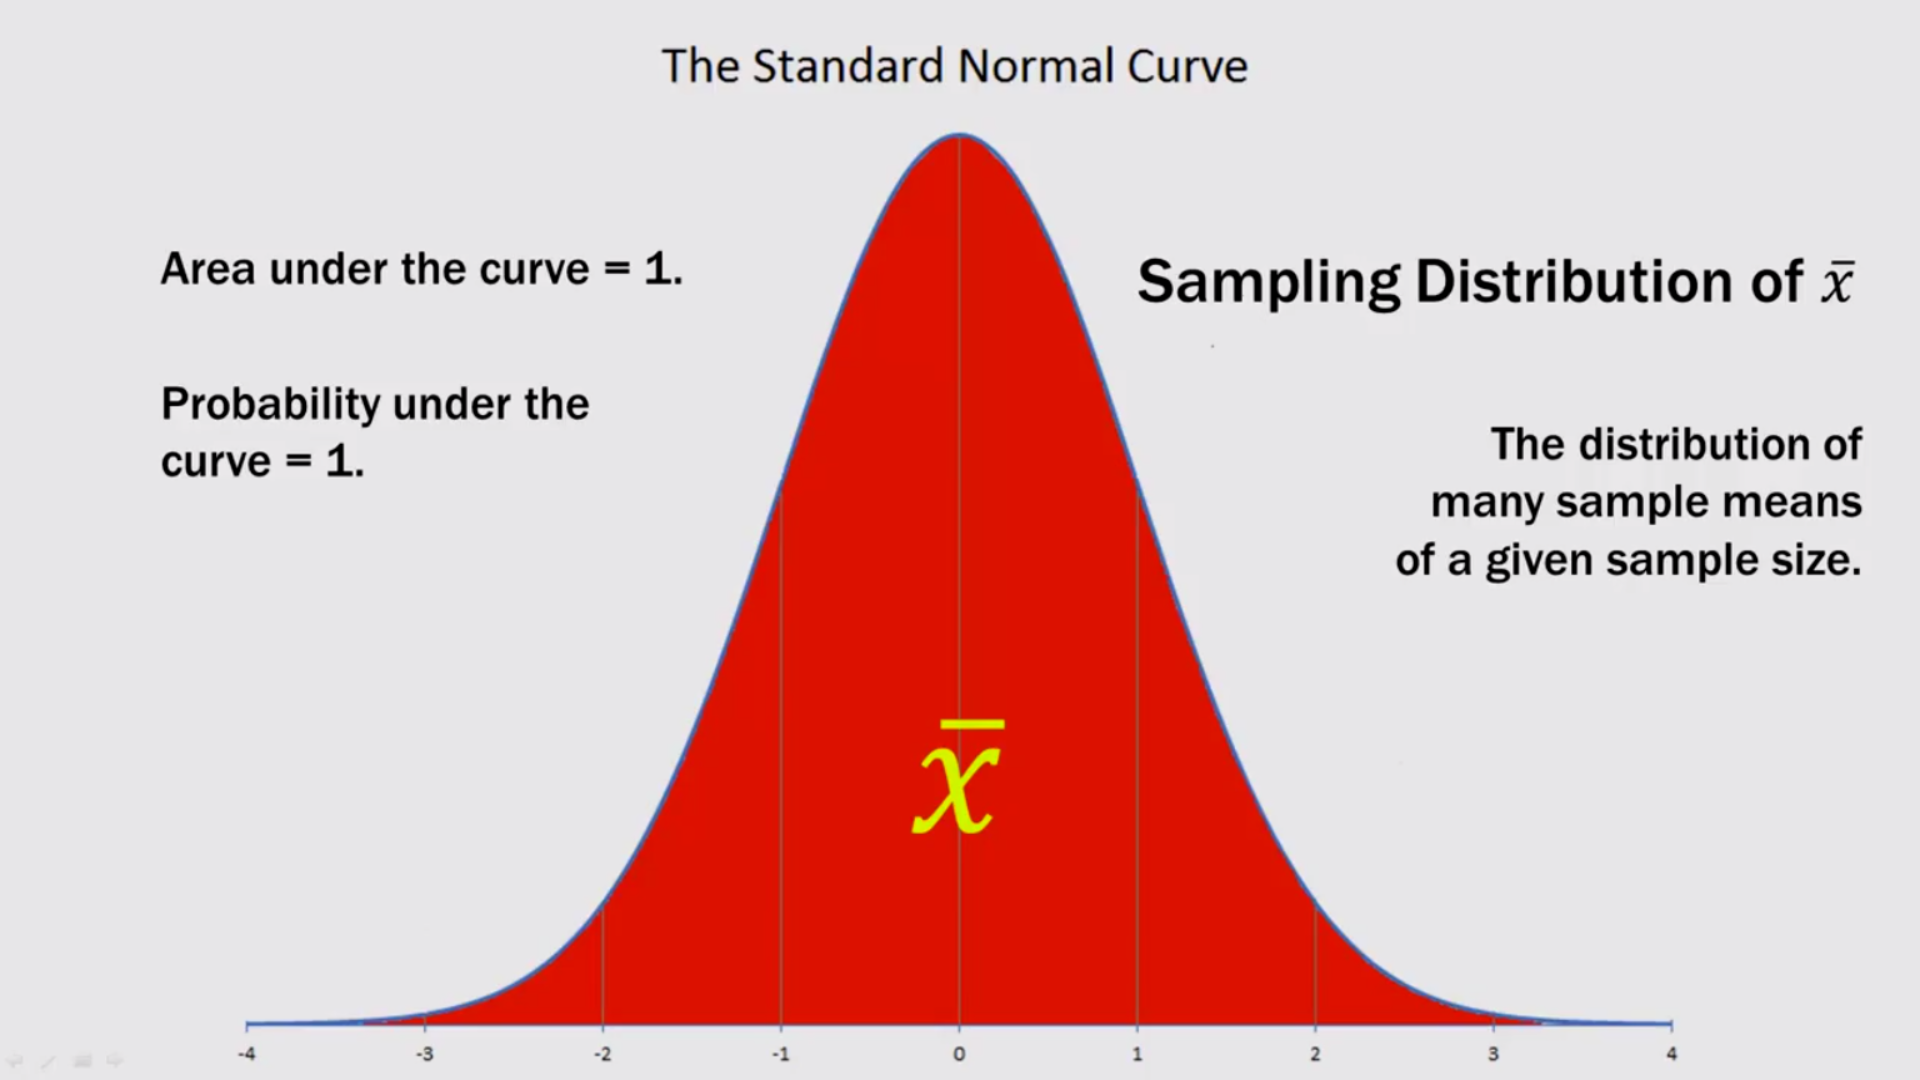 The Standard Normal Curve
Area under the curve = 1.
Probability under the
curve = 1.
Sampling Distribution of x̄
The distribution of
many sample means
of a given sample size.
x̄
-4 -3 -2 -1 0 1 2 3 4